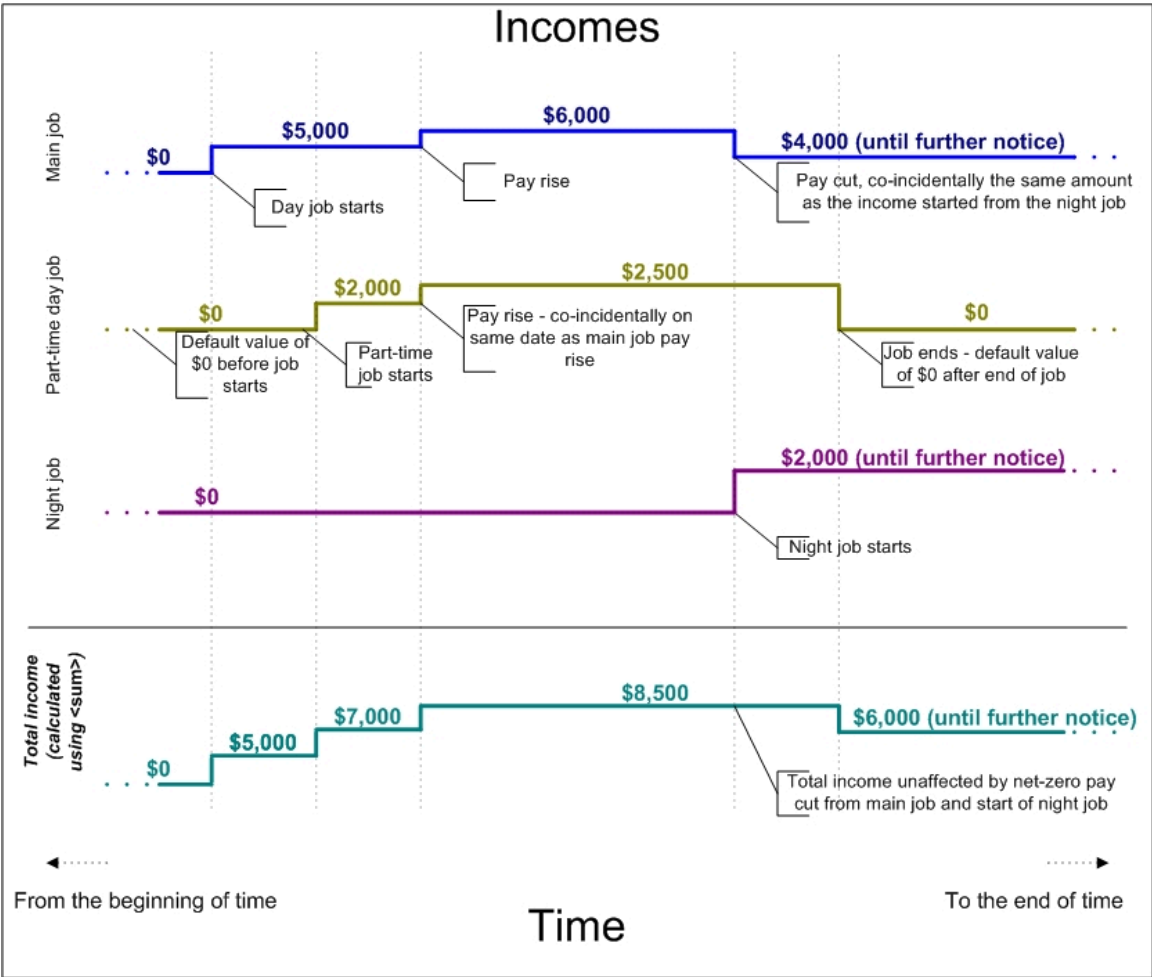 Incomes
Main job
$0
$5,000
$6,000
$4,000 (until further notice)
Day job starts
Pay rise
Pay cut, co-incidentally the same amount
as the income started from the night job
Part-time day job
$0
$2,000
$2,500
$0
Default value of
$0 before job
starts
Part-time
job starts
Pay rise - co-incidentally on
same date as main job pay
rise
Job ends - default value
of $0 after end of job
Night job
$0
$2,000 (until further notice)
Night job starts
Total income
(calculated
using <sum>)
$0
$5,000
$7,000
$8,500
$6,000 (until further notice)
Total income unaffected by net-zero pay
cut from main job and start of night job
From the beginning of time
To the end of time
Time